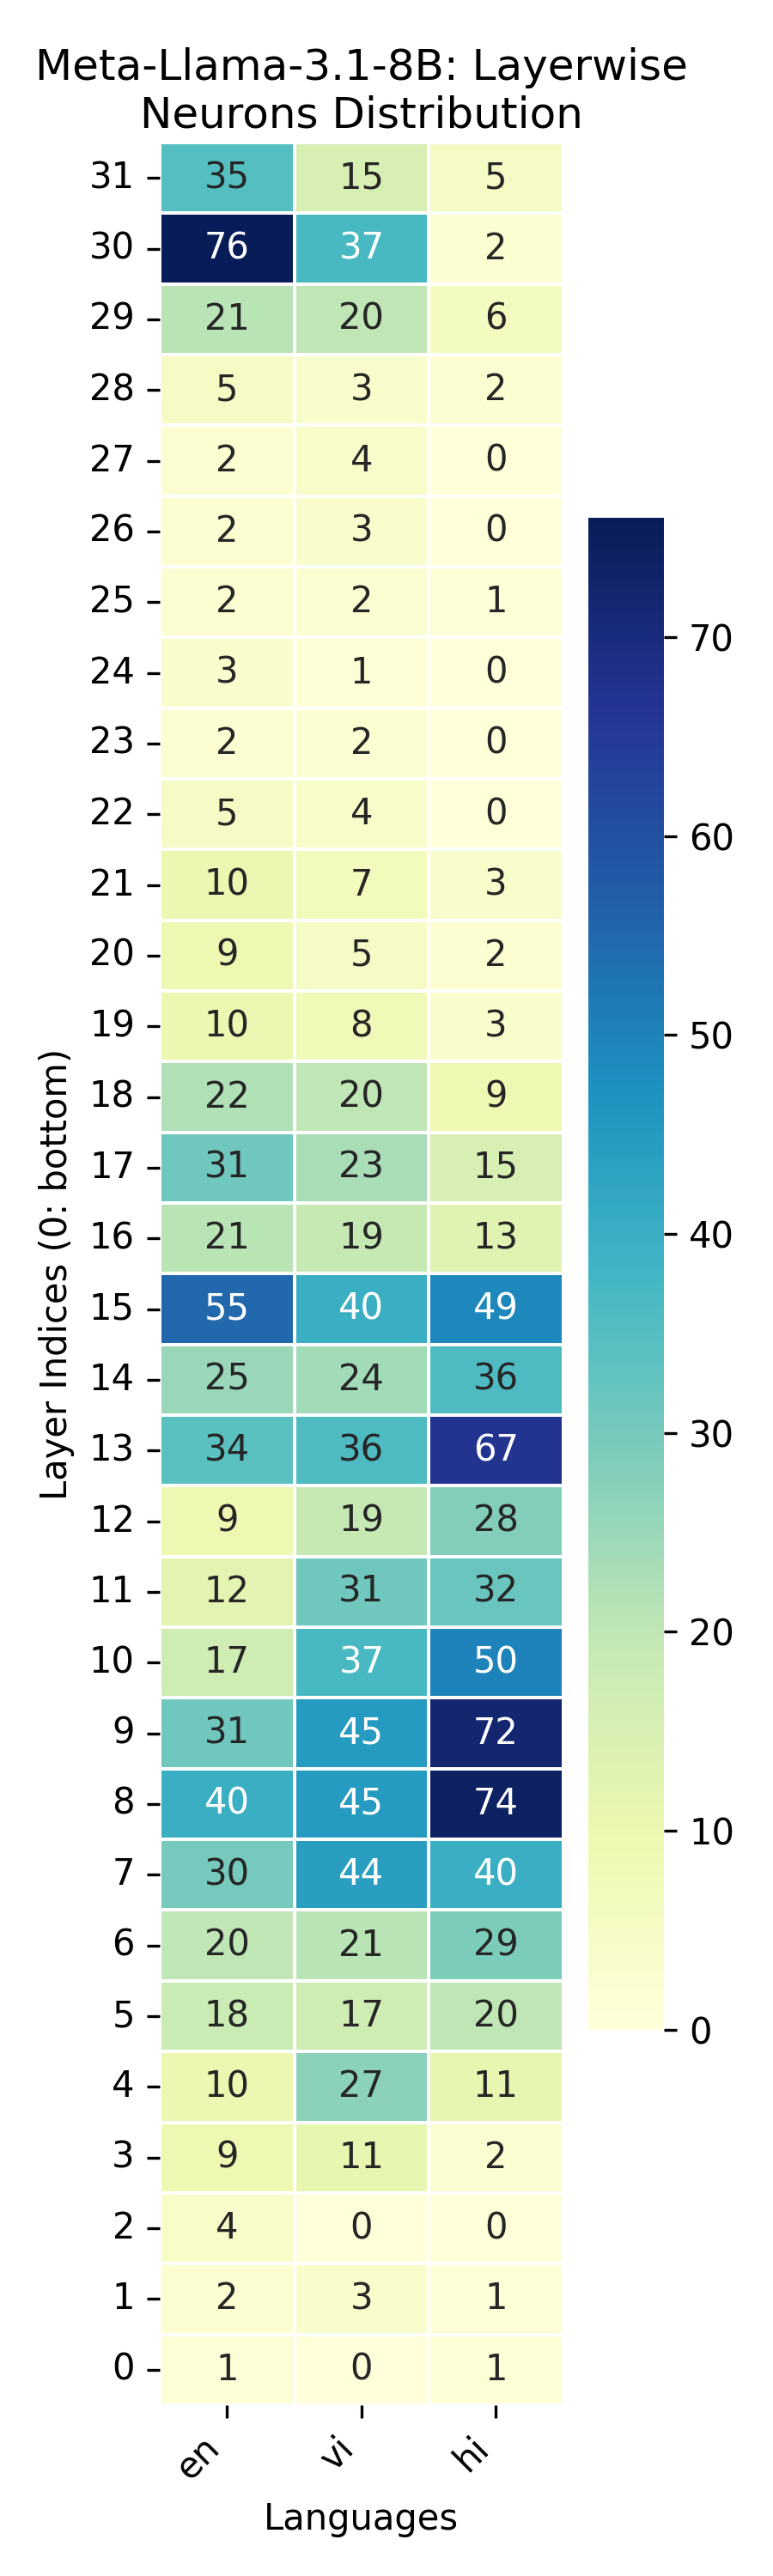 Meta-Llama-3.1-8B: Layerwise
Neurons Distribution
31 35 15 5
30 76 37 2
29 21 20 6
28 5 3 2
27 2 4 0
26 2 3 0
25 2 2 1
24 3 1 0
23 2 2 0
22 5 4 0
21 10 7 3
20 9 5 2
19 10 8 3
18 22 20 9
17 31 23 15
16 21 19 13
15 55 40 49
14 25 24 36
13 34 36 67
12 9 19 28
11 12 31 32
10 17 37 50
9 31 45 72
8 40 45 74
7 30 44 40
6 20 21 29
5 18 17 20
4 10 27 11
3 9 11 2
2 4 0 0
1 2 3 1
0 1 0 1
en vi hi
Languages
Layer Indices (0: bottom)
70
60
50
40
30
20
10
0